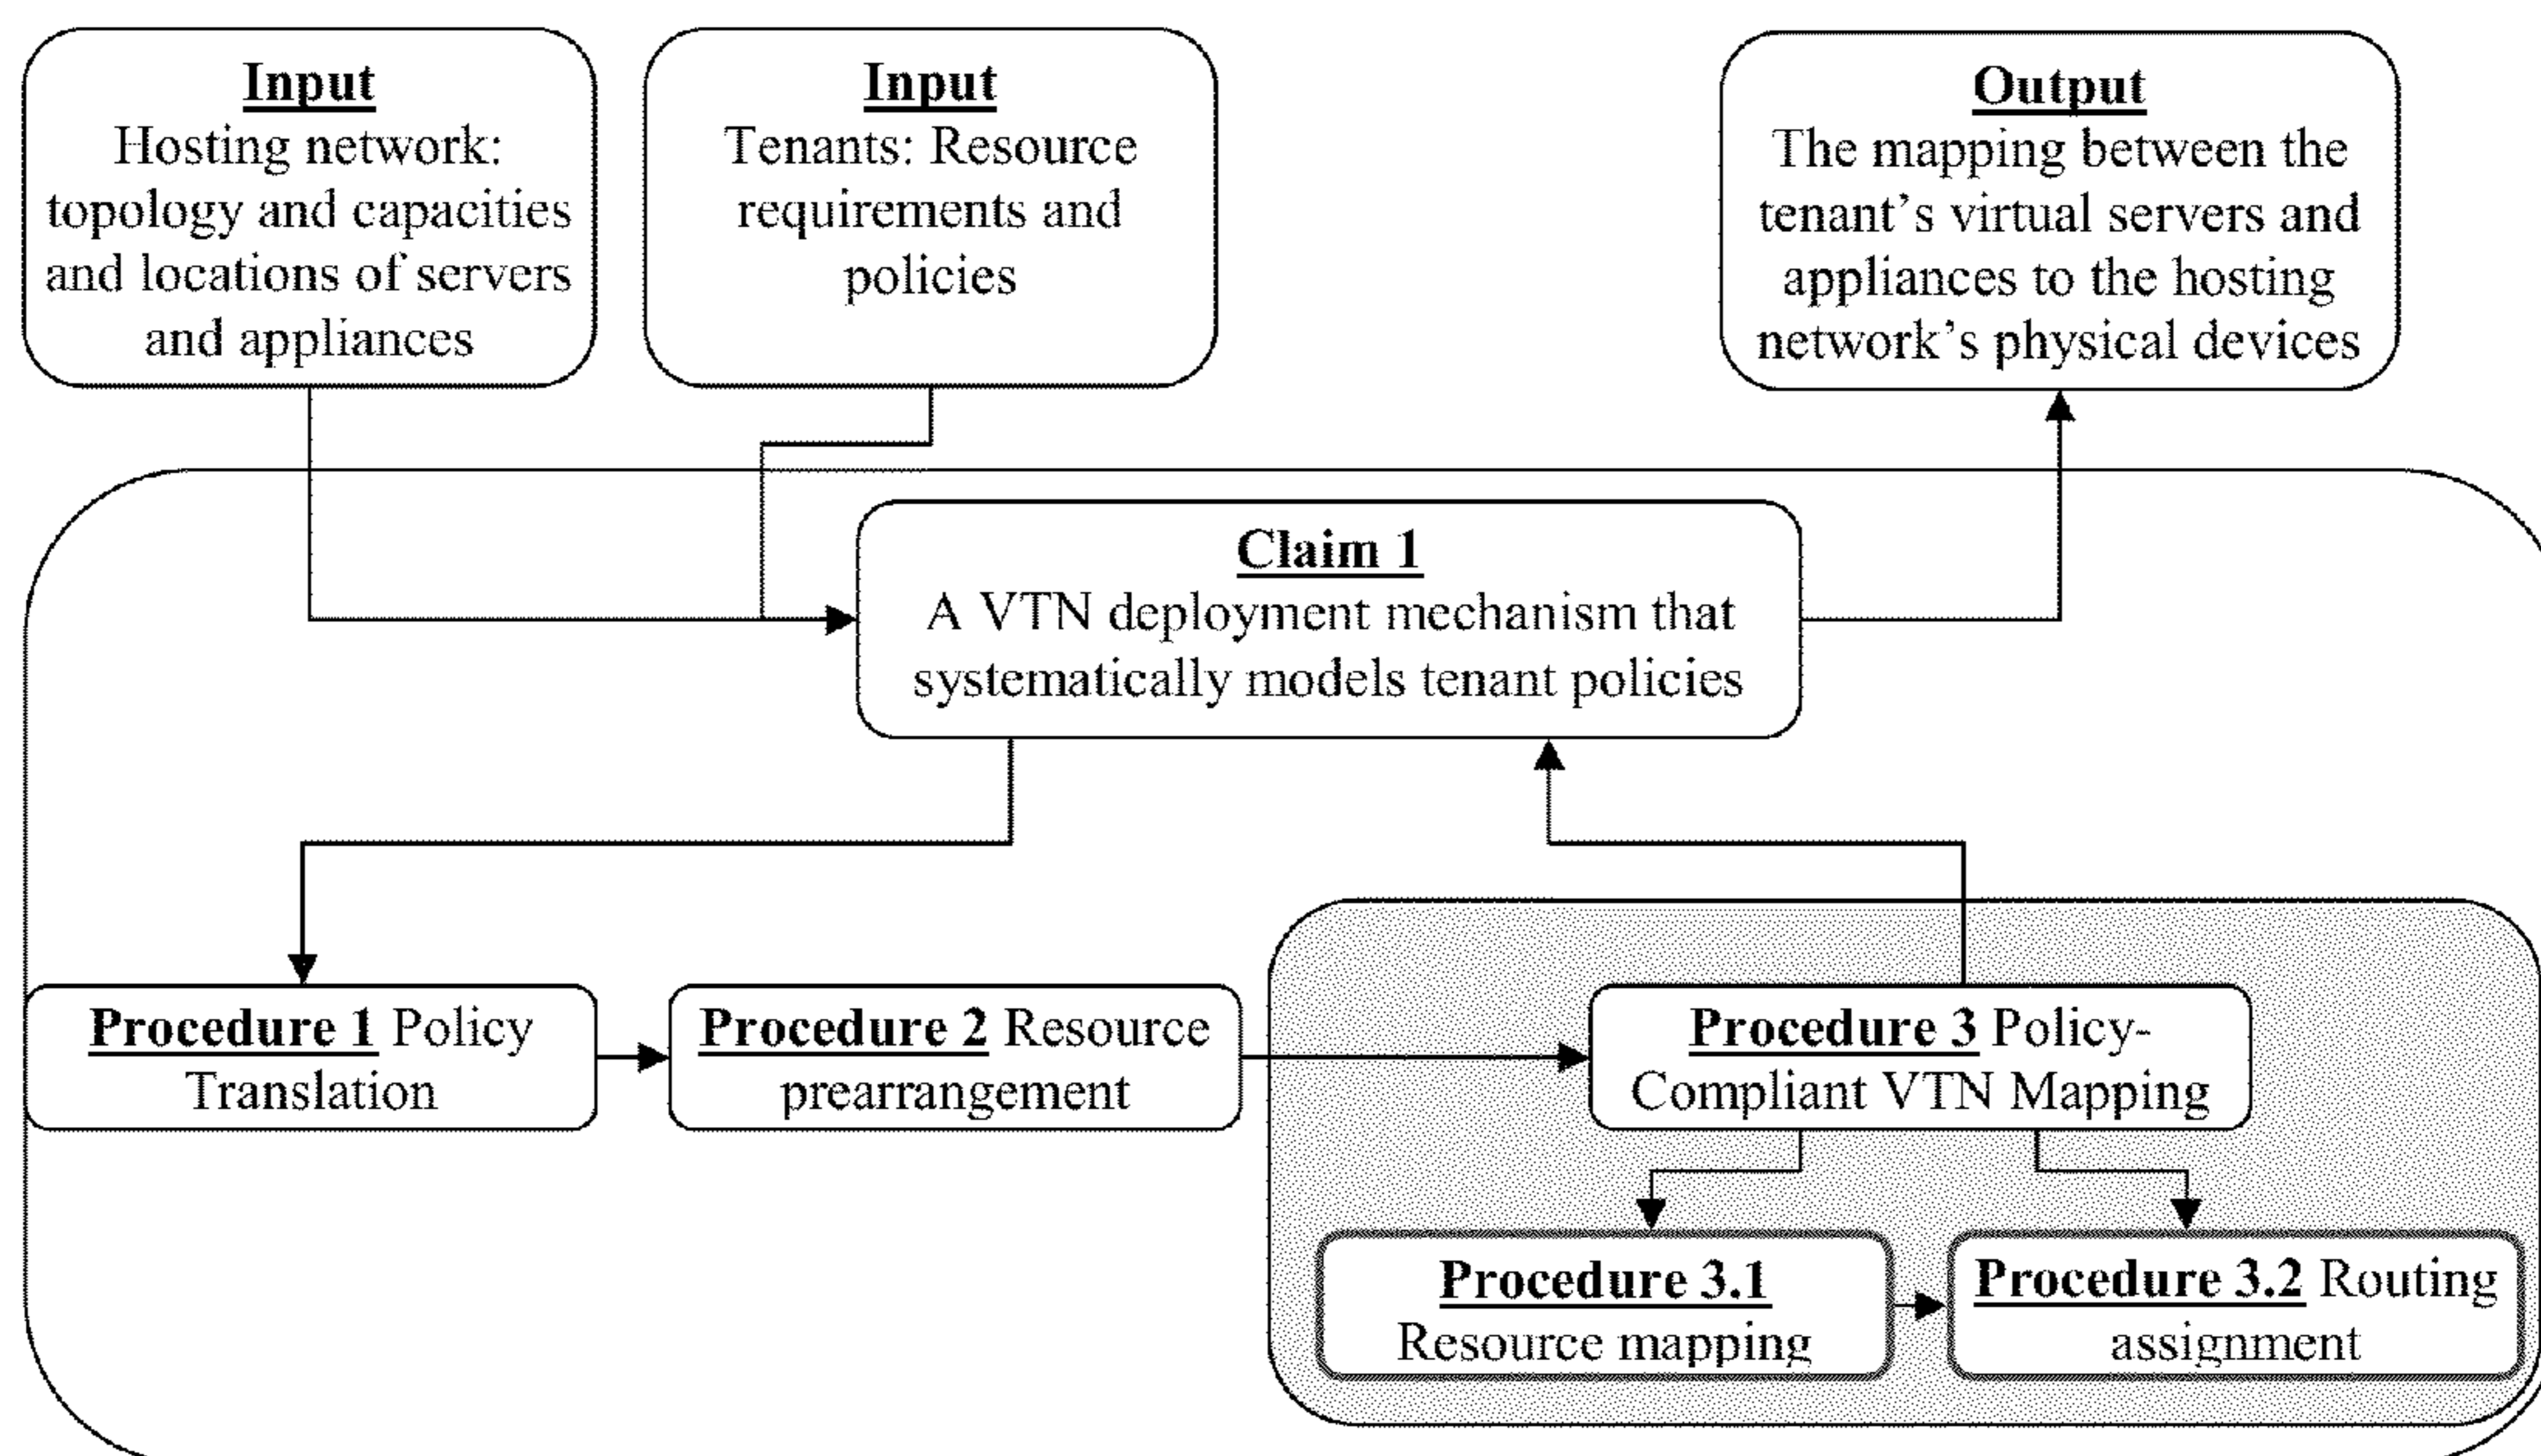 Input
Hosting network:
topology and capacities
and locations of servers
and appliances
Input
Tenants: Resource
requirements and
policies
Output
The mapping between the
tenant’s virtual servers and
appliances to the hosting
network’s physical devices
Claim 1
A VTN deployment mechanism that
systematically models tenant policies
Procedure 1 Policy
Translation
Procedure 2 Resource
prearrangement
Procedure 3 Policy-
Compliant VTN Mapping
Procedure 3.1
Resource mapping
Procedure 3.2 Routing
assignment